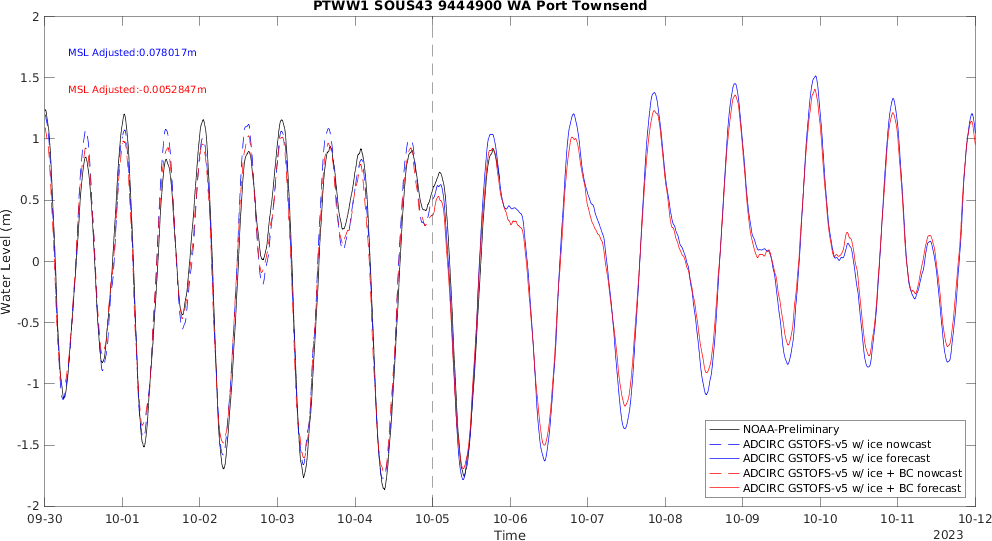 PTWW1 SOUS43 9444900 WA Port Townsend
MSL Adjusted:0.078017m
MSL Adjusted:-0.0052847m
Water Level (m)
2
1.5
1
0.5
0
-0.5
-1
-1.5
-2
NOAA-Preliminary
ADCIRC GSTOFS-v5 w/ ice nowcast
ADCIRC GSTOFS-v5 w/ ice forecast
ADCIRC GSTOFS-v5 w/ ice + BC nowcast
ADCIRC GSTOFS-v5 w/ ice + BC forecast
09-30 10-01 10-02 10-03 10-04 10-05 10-06 10-07 10-08 10-09 10-10 10-11 10-12
Time
2023